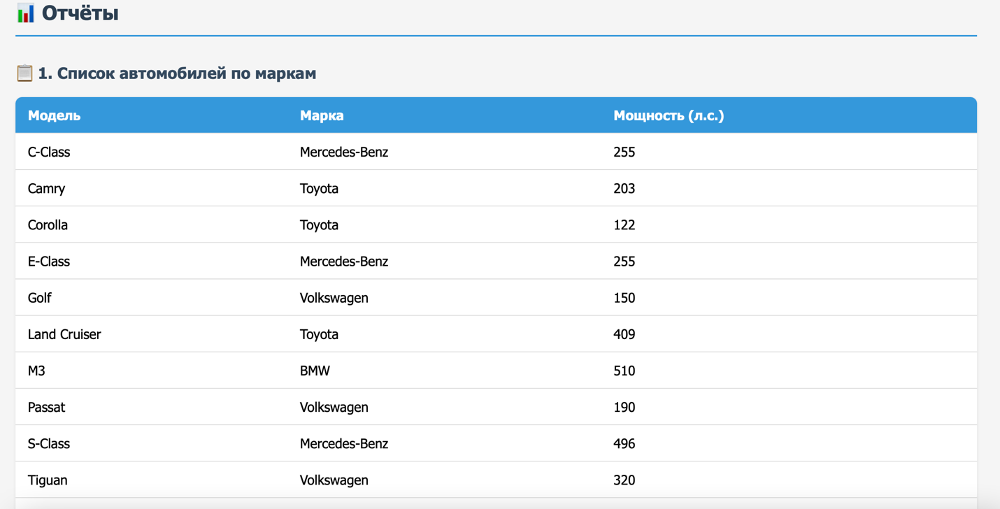 Отчёты
1. Список автомобилей по маркам
Модель Марка Мощность (л.с.)
C-Class Mercedes-Benz 255
Camry Toyota 203
Corolla Toyota 122
E-Class Mercedes-Benz 255
Golf Volkswagen 150
Land Cruiser Toyota 409
M3 BMW 510
Passat Volkswagen 190
S-Class Mercedes-Benz 496
Tiguan Volkswagen 320